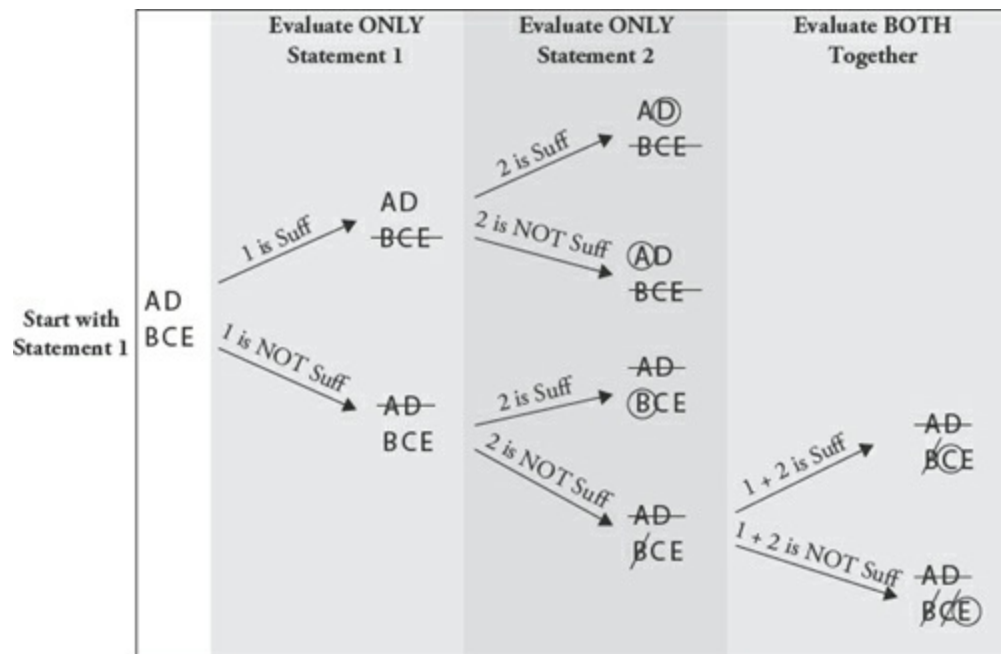 Evaluate ONLY
Statement 1
Evaluate ONLY
Statement 2
Evaluate BOTH
Together
Start with
Statement 1
AD
BCE
1 is Suff
1 is NOT Suff
AD
BCE
AD
BCE
2 is Suff
2 is NOT Suff
2 is Suff
2 is NOT Suff
AD
BCE
AD
BCE
AD
BCE
AD
BCE
1 + 2 is Suff
1 + 2 is NOT Suff
AD
BCE
AD
BCE